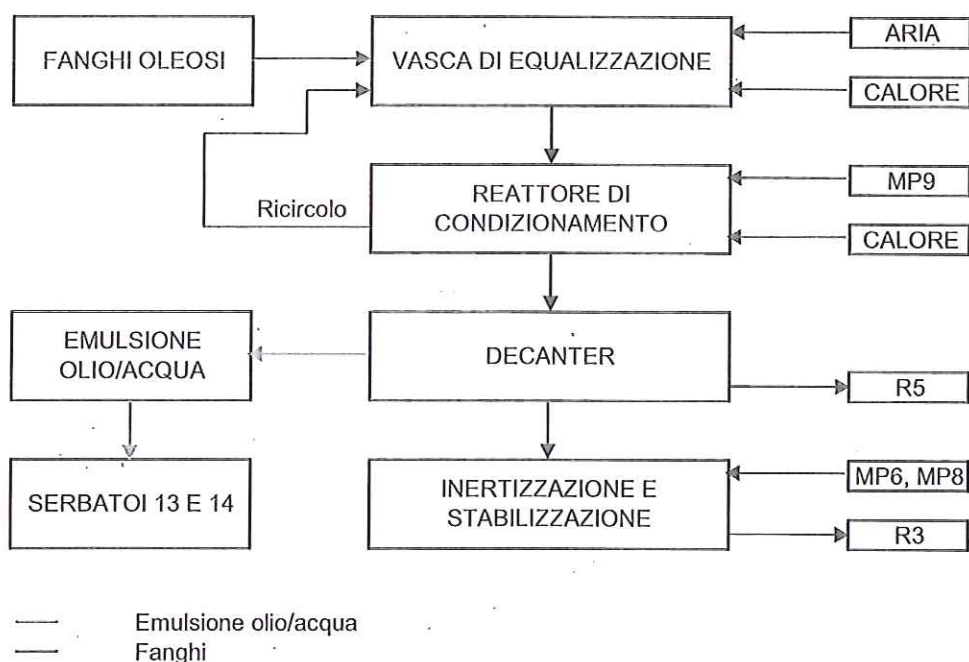 FANGHI OLEOSI
VASCA DI EQUALIZZAZIONE
ARIA
CALORE
REATTORE DI
CONDIZIONAMENTO
MP9
CALORE
Ricircolo
EMULSIONE
OLIO/ACQUA
DECANTER
R5
SERBATOI 13 E 14
INERTIZZAZIONE E
STABILIZZAZIONE
MP6, MP8
R3
Emulsione olio/acqua
Fanghi